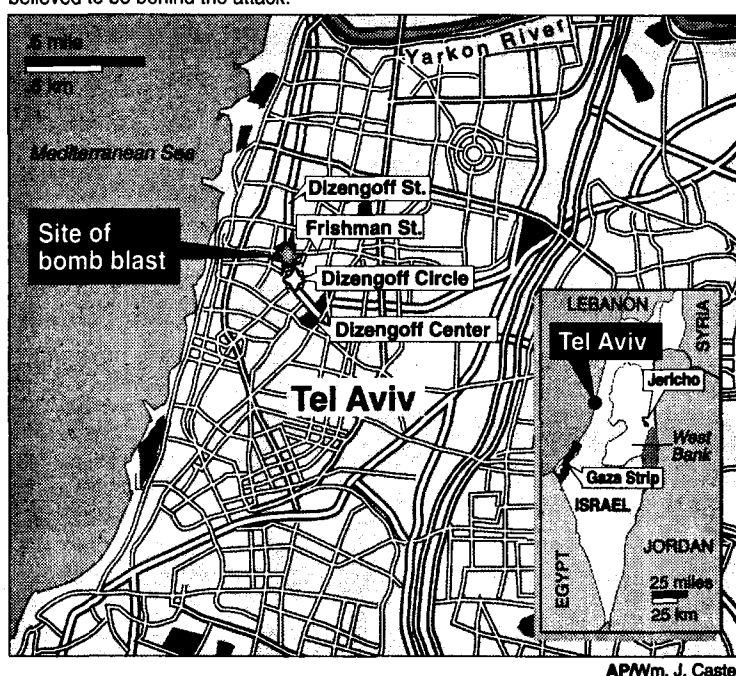 believed to be behind the attack.
.5 mile
.5 km
Yarkon River
Mediterranean Sea
Dizengoff St.
Frishman St.
Site of
bomb blast
Dizengoff Circle
Dizengoff Center
Tel Aviv
LEBANON
SYRIA
Tel Aviv
Jericho
West
Bank
Gaza Strip
ISRAEL
JORDAN
EGYPT
25 miles
25 km
AP/Wm. J. Caste